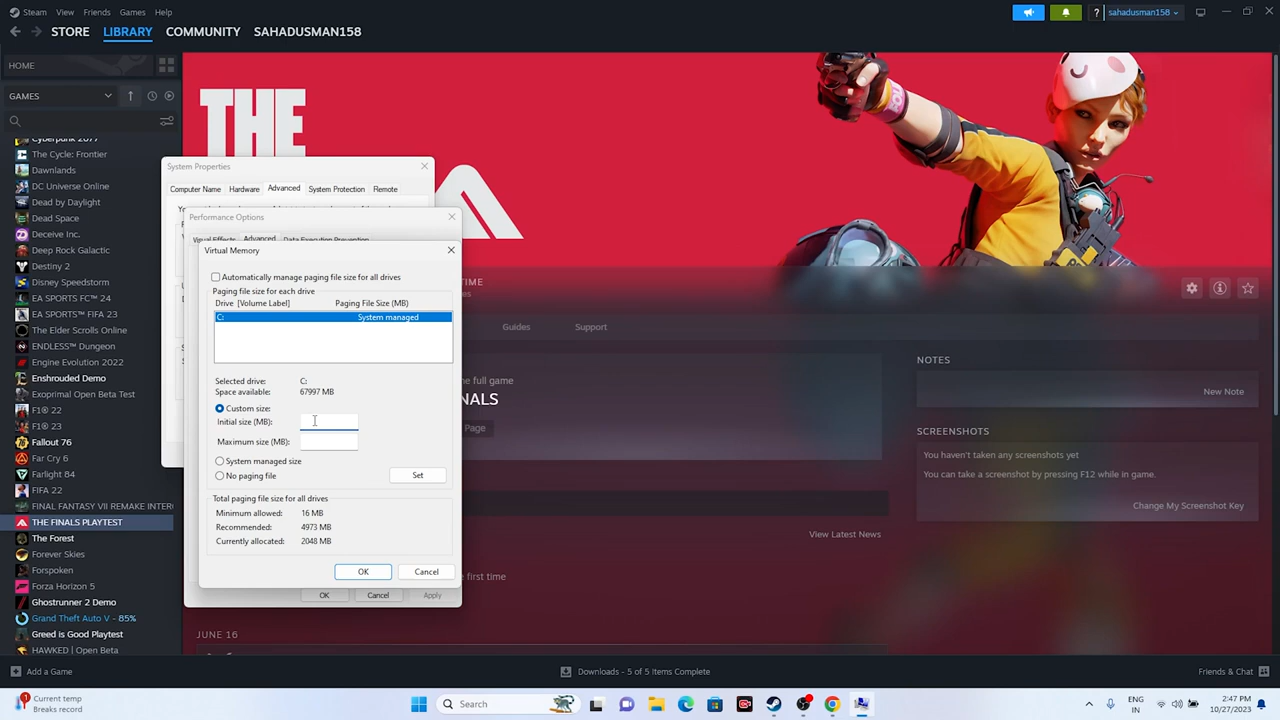 Steam View Friends Games Help
sahadusman158
STORE LIBRARY COMMUNITY SAHADUSMAN158
HOME
GAMES
Cyberpunk 2077
The Cycle: Frontier
Dawnlands
DC Universe Online
Dead by Daylight
Dead Space
Deceive Inc.
Deep Rock Galactic
Destiny 2
Disney Speedstorm
EA SPORTS FC™ 24
EA SPORTS™ FIFA 23
The Elder Scrolls Online
ENDLESS™ Dungeon
Engine Evolution 2022
Enshrouded Demo
Exoprimal Open Beta Test
F1® 22
F1® 23
Fallout 76
Far Cry 6
Farlight 84
FIFA 22
FINAL FANTASY VII REMAKE INTER
THE FINALS PLAYTEST
The Forest
Forever Skies
Forspoken
Forza Horizon 5
Ghostrunner 2 Demo
Grand Theft Auto V - 85%
Greed is Good Playtest
HAWKED | Open Beta
THE
System Properties
Computer Name Hardware Advanced System Protection Remote
Performance Options
Visual Effects Advanced Data Execution Prevention
Virtual Memory
Automatically manage paging file size for all drives
Paging file size for each drive
Drive [Volume Label] Paging File Size (MB)
C: System managed
Selected drive: C:
Space available: 67997 MB
Custom size:
Initial size (MB):
Maximum size (MB):
System managed size
No paging file
Set
Total paging file size for all drives
Minimum allowed: 16 MB
Recommended: 4973 MB
Currently allocated: 2048 MB
OK Cancel
OK Cancel Apply
TIME
Guides Support
the full game
NALS
Page
View Latest News
e first time
JUNE 16
NOTES
New Note
SCREENSHOTS
You haven't taken any screenshots yet
You can take a screenshot by pressing F12 while in game.
Change My Screenshot Key
Add a Game
Downloads - 5 of 5 Items Complete
Friends & Chat
1
Current temp
Breaks record
Search
ENG
IN
2:47 PM
10/27/2023